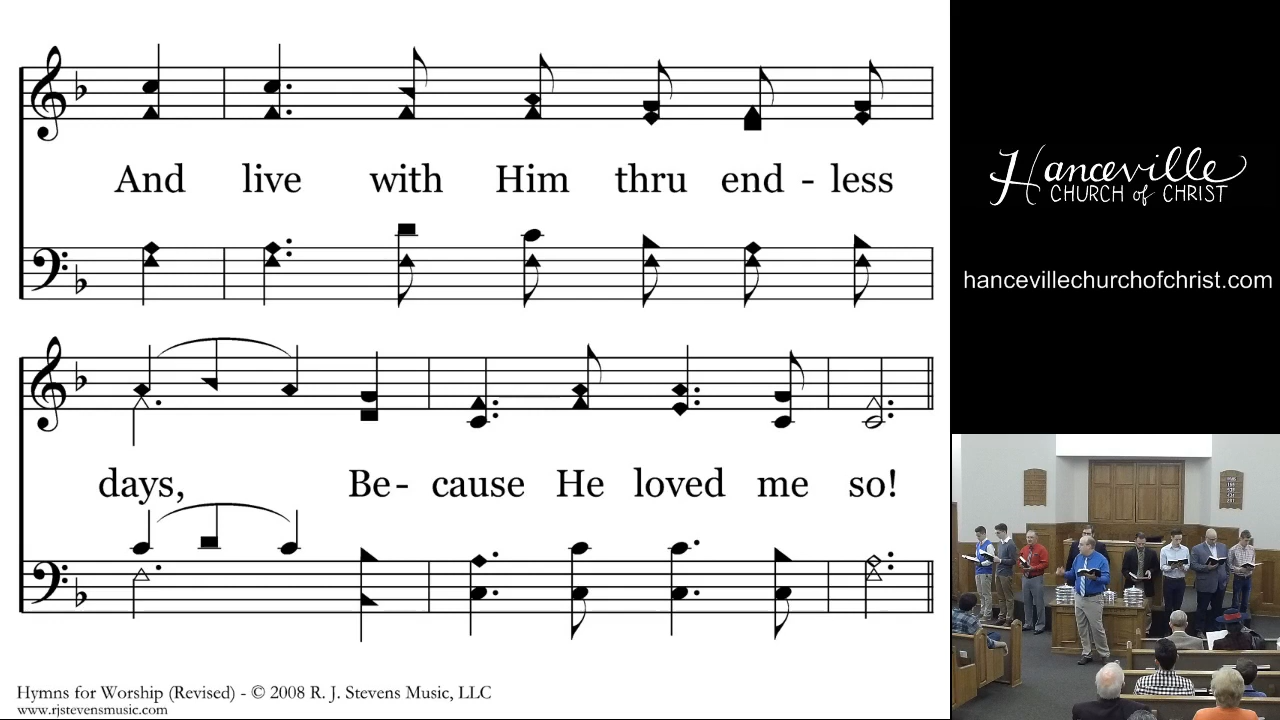 And live with Him thru end - less
days, Be - cause He loved me so!
Hymns for Worship (Revised) - © 2008 R. J. Stevens Music, LLC
www.rjstevensmusic.com
Hanceville
CHURCH of CHRIST
hancevillechurchofchrist.com